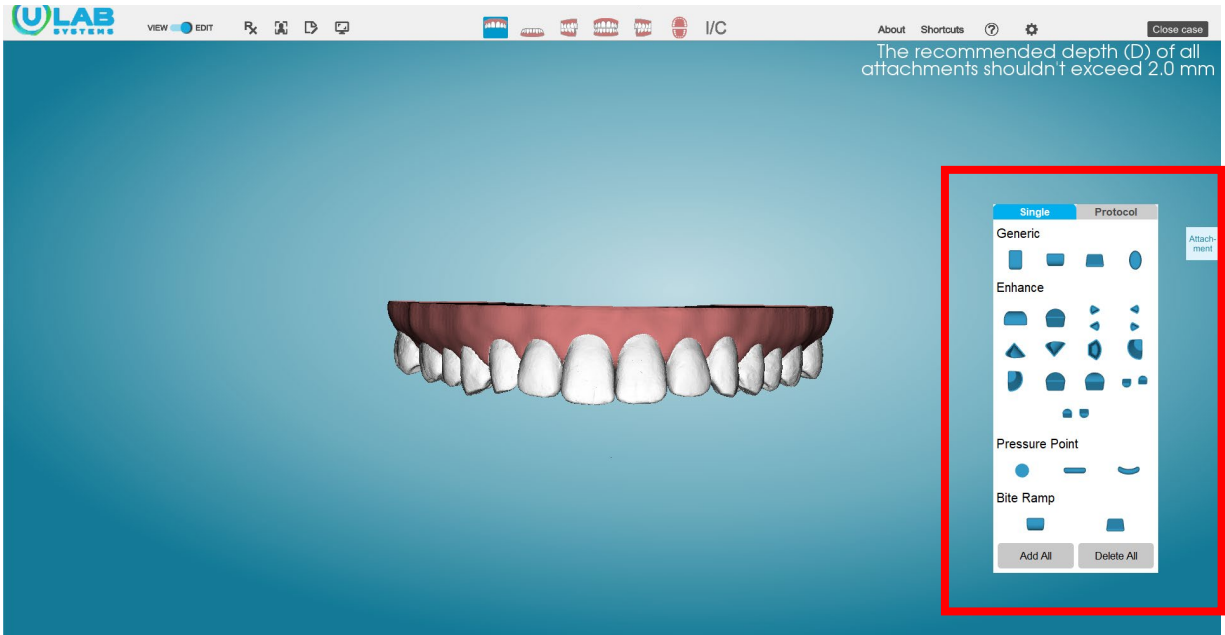 ULAB
SYSTEMS
VIEW EDIT
Rx
I/C
About Shortcuts ?
Close case
The recommended depth (D) of all
attachments shouldn't exceed 2.0 mm
Single Protocol
Attach-
ment
Generic
Enhance
Pressure Point
Bite Ramp
Add All Delete All